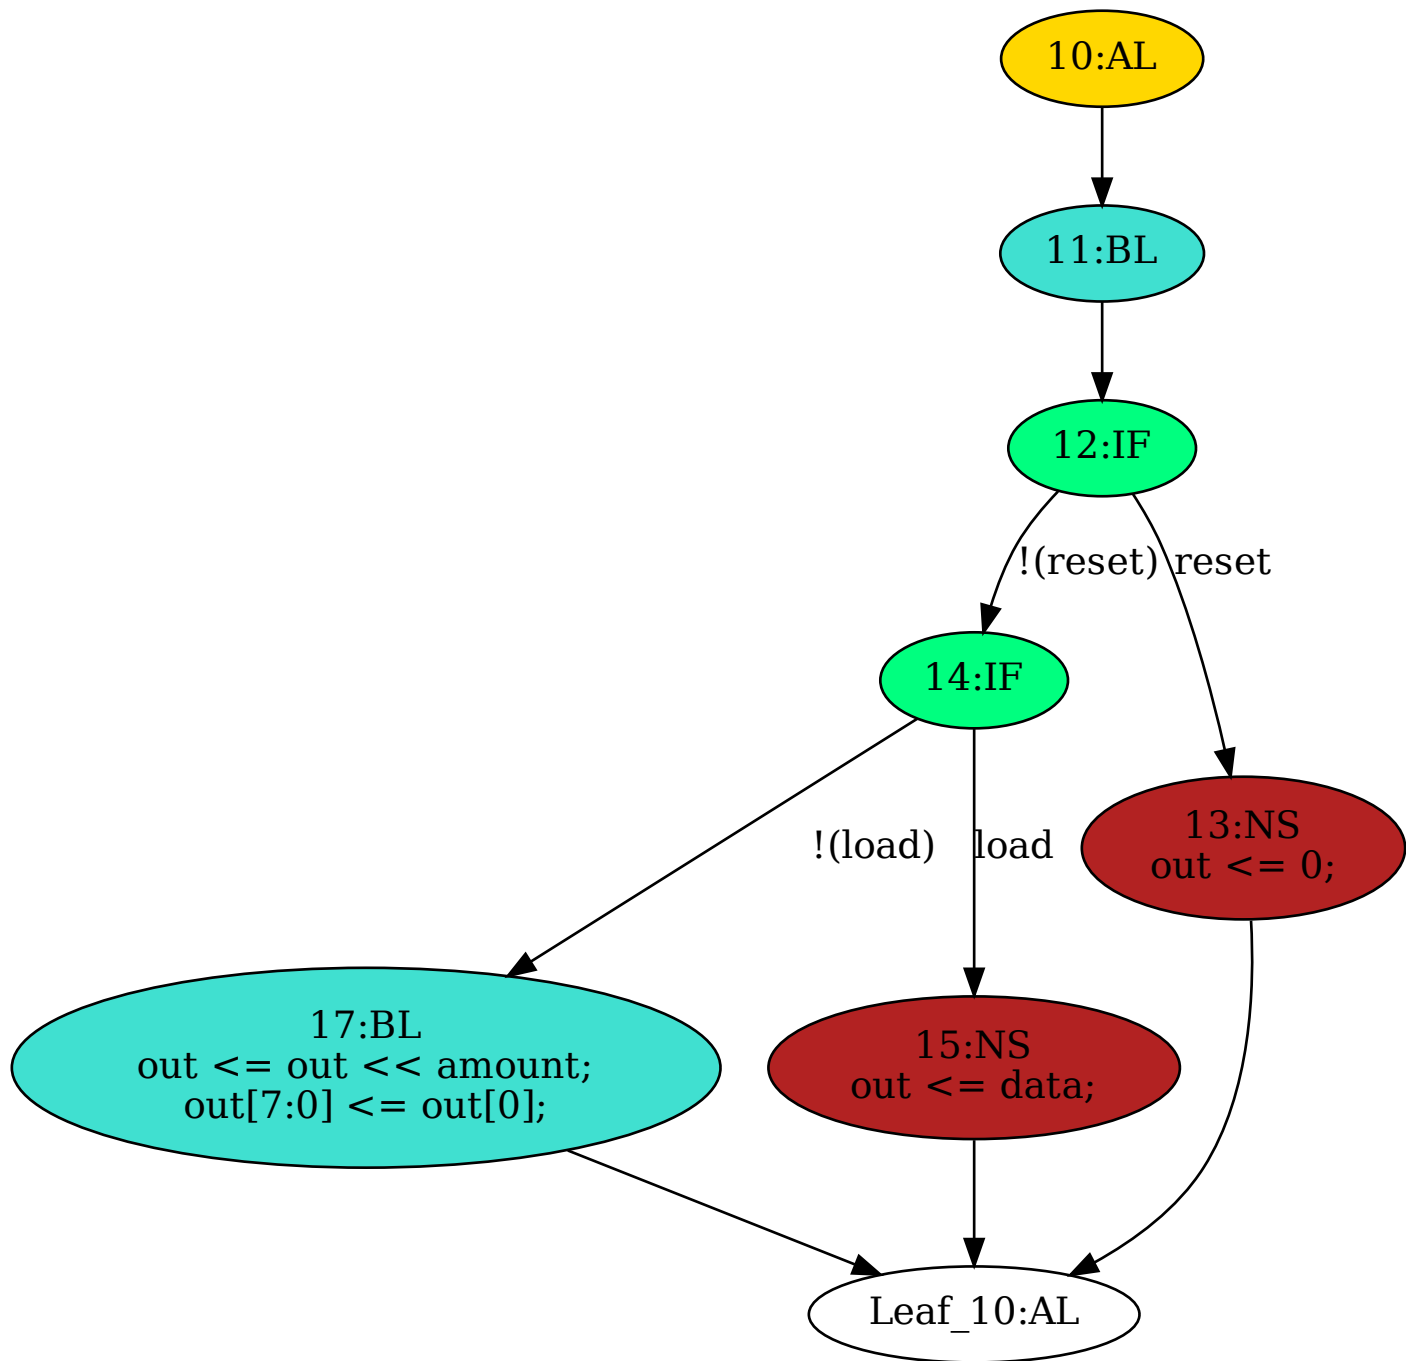 10:AL
11:BL
12:IF
!(reset)
reset
14:IF
!(load)
load
13:NS
out <= 0;
17:BL
out <= out << amount;
out[7:0] <= out[0];
15:NS
out <= data;
Leaf_10:AL